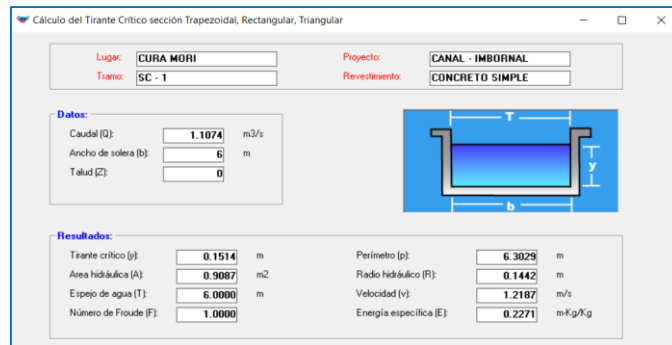 Cálculo del Tirante Crítico sección Trapezoidal, Rectangular, Triangular
Lugar: CURA MORI Proyecto: CANAL - IMBORNAL
Tramo: SC - 1 Revestimiento: CONCRETO SIMPLE
Datos:
Caudal (Q): 1.1074 m3/s
Ancho de solera (b): 6 m
Talud (Z): 0
T
y
b
Resultados:
Tirante crítico (y): 0.1514 m Perímetro (p): 6.3029 m
Area hidráulica (A): 0.9087 m2 Radio hidráulico (R): 0.1442 m
Espejo de agua (T): 6.0000 m Velocidad (v): 1.2187 m/s
Número de Froude (F): 1.0000 Energía específica (E): 0.2271 m-Kg/Kg